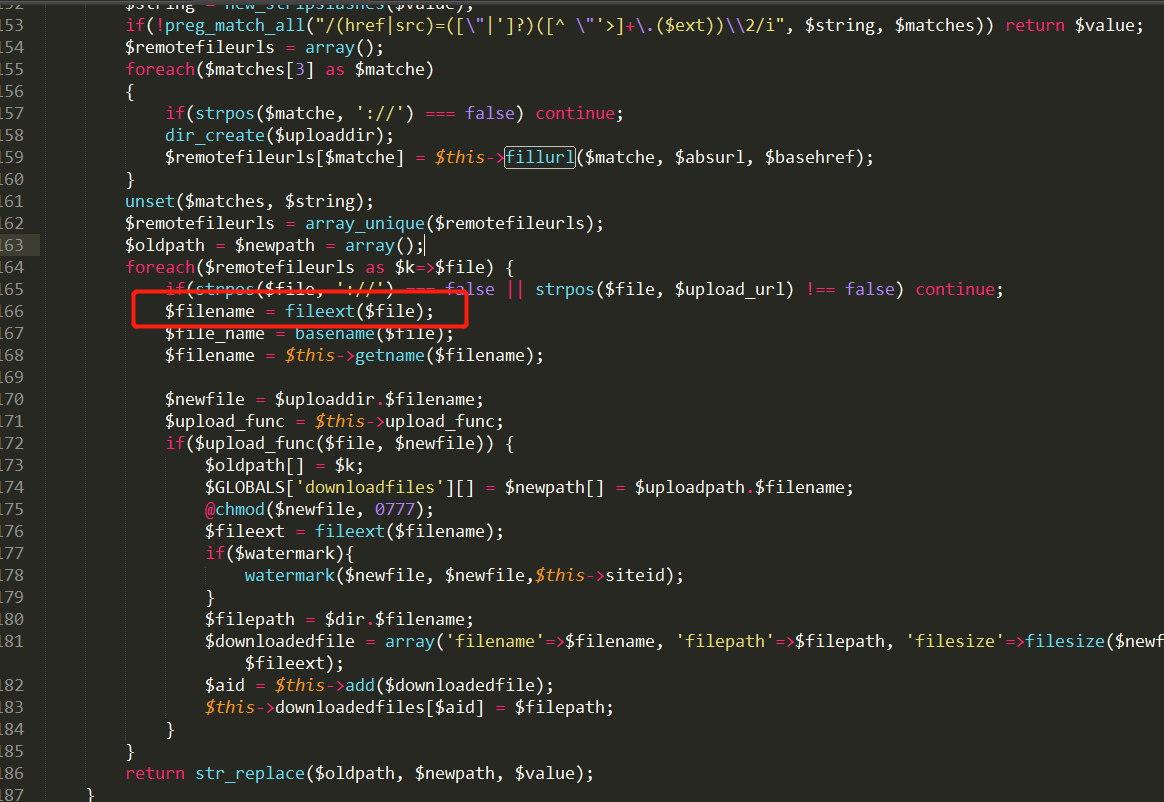 152 $string = new_stripslashes($value);
153 if(!preg_match_all("/(href|src)=([\"|']?)([^ \"'>]+\.($ext))\\2/i", $string, $matches)) return $value;
154 $remotefileurls = array();
155 foreach($matches[3] as $matche)
156 {
157 if(strpos($matche, '://') === false) continue;
158 dir_create($uploaddir);
159 $remotefileurls[$matche] = $this->fillurl($matche, $absurl, $basehref);
160 }
161 unset($matches, $string);
162 $remotefileurls = array_unique($remotefileurls);
163 $oldpath = $newpath = array();
164 foreach($remotefileurls as $k=>$file) {
165 if(strpos($file, '://') === false || strpos($file, $upload_url) !== false) continue;
166 $filename = fileext($file);
167 $file_name = basename($file);
168 $filename = $this->getname($filename);
169
170 $newfile = $uploaddir.$filename;
171 $upload_func = $this->upload_func;
172 if($upload_func($file, $newfile)) {
173 $oldpath[] = $k;
174 $GLOBALS['downloadfiles'][] = $newpath[] = $uploadpath.$filename;
175 @chmod($newfile, 0777);
176 $fileext = fileext($filename);
177 if($watermark){
178 watermark($newfile, $newfile,$this->siteid);
179 }
180 $filepath = $dir.$filename;
181 $downloadedfile = array('filename'=>$filename, 'filepath'=>$filepath, 'filesize'=>filesize($newf
$fileext);
182 $aid = $this->add($downloadedfile);
183 $this->downloadedfiles[$aid] = $filepath;
184 }
185 }
186 return str_replace($oldpath, $newpath, $value);
187 }